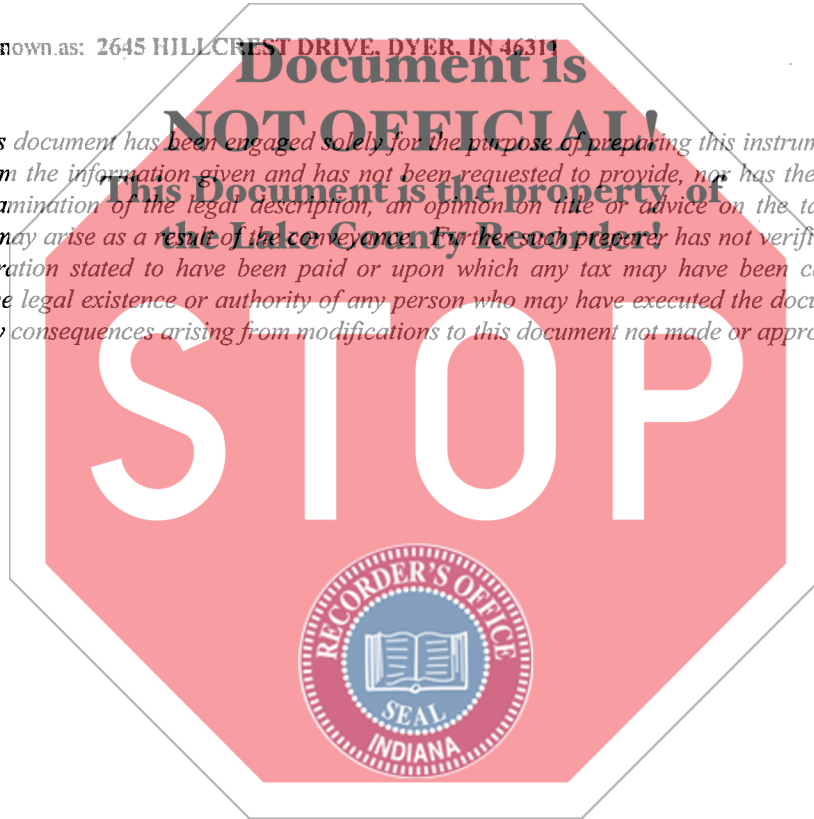 nown as: 2645 HILLCREST DRIVE, DYER, IN 46311
Document is
NOT OFFICIAL!
s document has been engaged solely for the purpose of preparing this instrum
m the information given and has not been requested to provide, nor has the
This Document is the property of
amination of the legal description, an opinion on title or advice on the ta
the Lake County Recorder!
may arise as a result of the conveyance. Further such preparer has not verifi
ration stated to have been paid or upon which any tax may have been c
e legal existence or authority of any person who may have executed the docu
y consequences arising from modifications to this document not made or appro
STOP
RECORDER'S OFFICE
SEAL
INDIANA